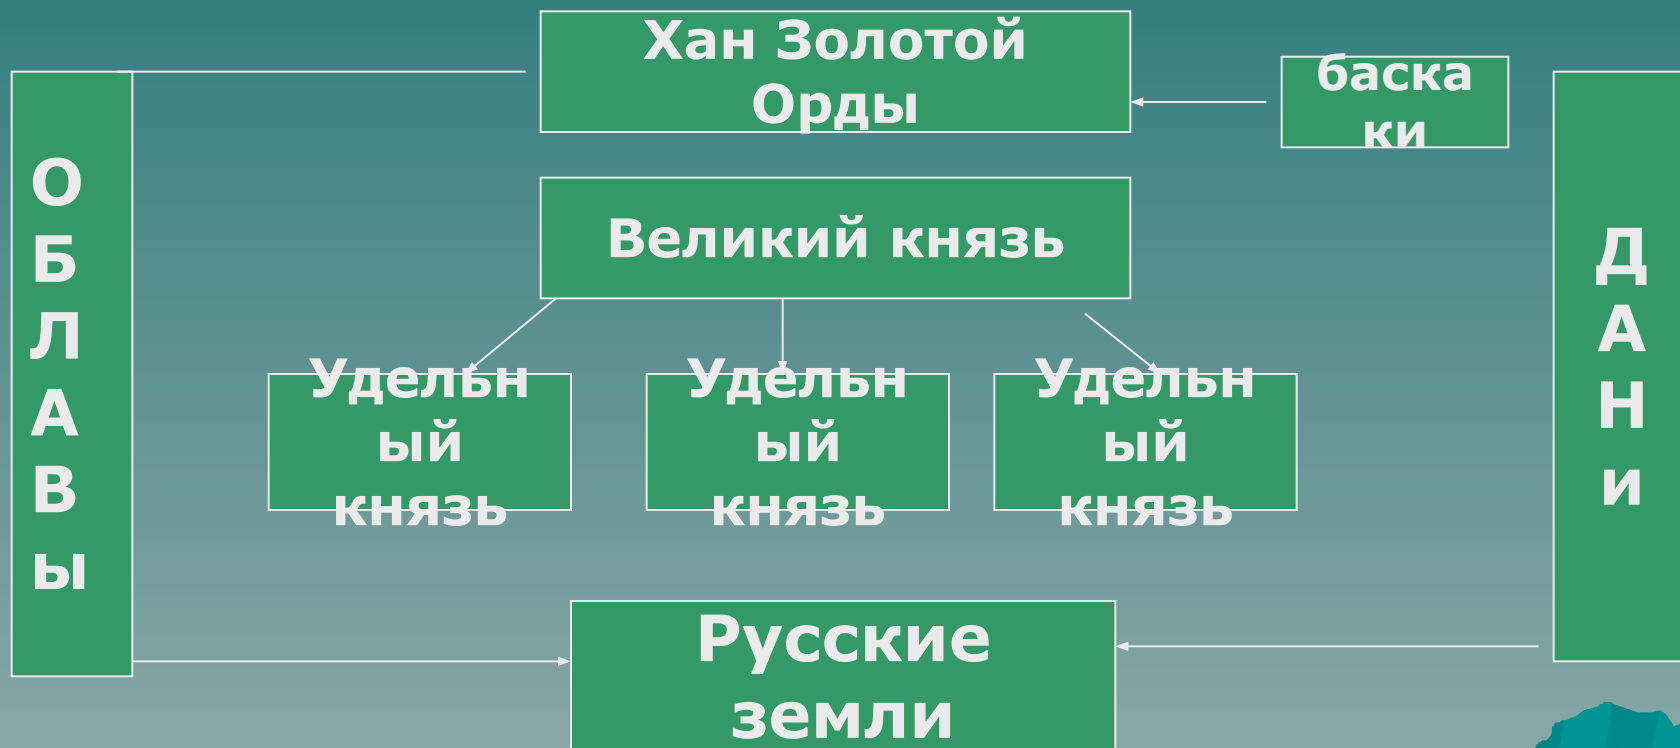 Хан Золотой
Орды
баска
ки
О
Б
Л
А
В
ы
Великий князь
Д
А
Н
и
Удельн
ый
князь
Удельн
ый
князь
Удельн
ый
князь
Русские
земли